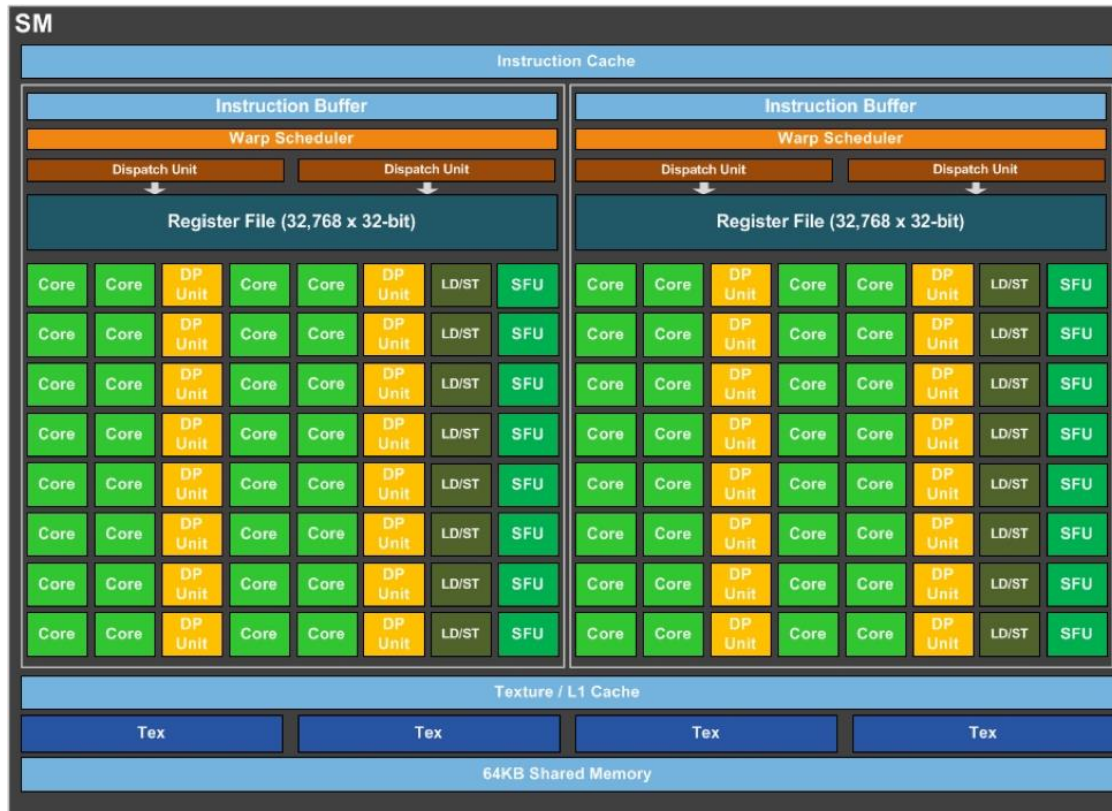 SM
Instruction Cache
Instruction Buffer Instruction Buffer
Warp Scheduler Warp Scheduler
Dispatch Unit Dispatch Unit Dispatch Unit Dispatch Unit
Register File (32,768 x 32-bit) Register File (32,768 x 32-bit)
Core Core DP Unit Core Core DP Unit LD/ST SFU Core Core DP Unit Core Core DP Unit LD/ST SFU
Core Core DP Unit Core Core DP Unit LD/ST SFU Core Core DP Unit Core Core DP Unit LD/ST SFU
Core Core DP Unit Core Core DP Unit LD/ST SFU Core Core DP Unit Core Core DP Unit LD/ST SFU
Core Core DP Unit Core Core DP Unit LD/ST SFU Core Core DP Unit Core Core DP Unit LD/ST SFU
Core Core DP Unit Core Core DP Unit LD/ST SFU Core Core DP Unit Core Core DP Unit LD/ST SFU
Core Core DP Unit Core Core DP Unit LD/ST SFU Core Core DP Unit Core Core DP Unit LD/ST SFU
Core Core DP Unit Core Core DP Unit LD/ST SFU Core Core DP Unit Core Core DP Unit LD/ST SFU
Core Core DP Unit Core Core DP Unit LD/ST SFU Core Core DP Unit Core Core DP Unit LD/ST SFU
Texture / L1 Cache
Tex Tex Tex Tex
64KB Shared Memory